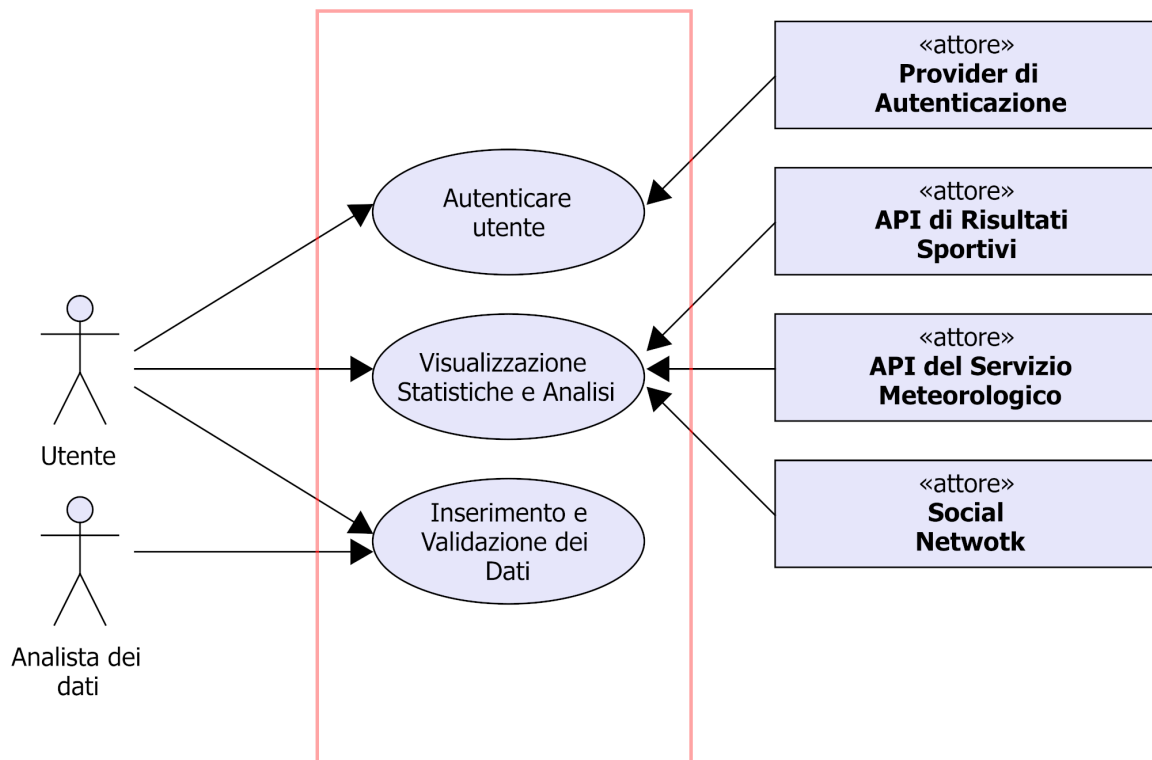 Utente
Analista dei
dati
Autenticare
utente
Visualizzazione
Statistiche e Analisi
Inserimento e
Validazione dei
Dati
«attore»
Provider di
Autenticazione
«attore»
API di Risultati
Sportivi
«attore»
API del Servizio
Meteorologico
«attore»
Social
Netwotk